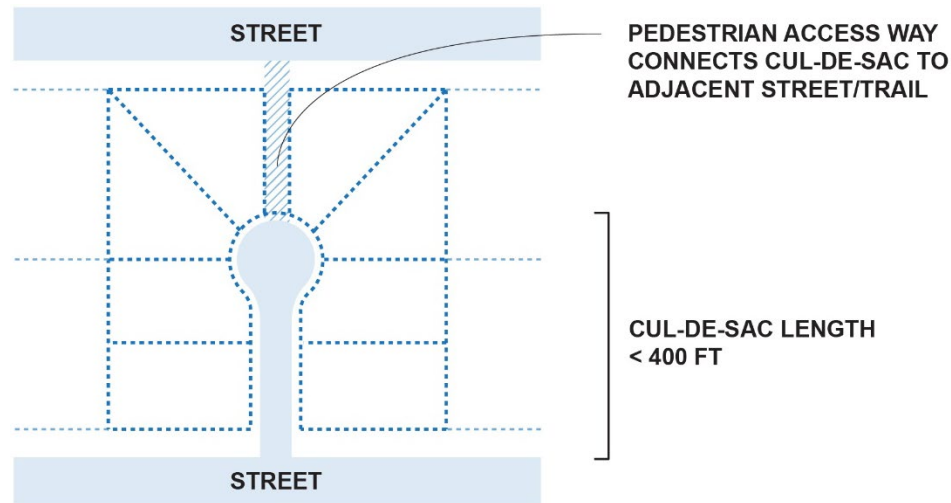 STREET
PEDESTRIAN ACCESS WAY
CONNECTS CUL-DE-SAC TO
ADJACENT STREET/TRAIL
CUL-DE-SAC LENGTH
< 400 FT
STREET